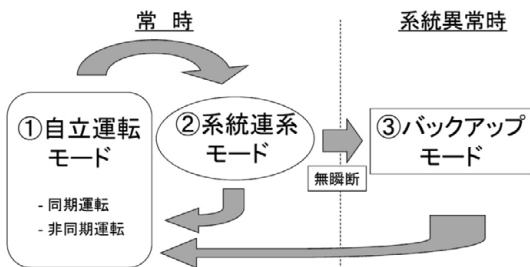 常 時
系統異常時
①自立運転
モード
- 同期運転
- 非同期運転
②系統連系
モード
無瞬断
③バックアップ
モード